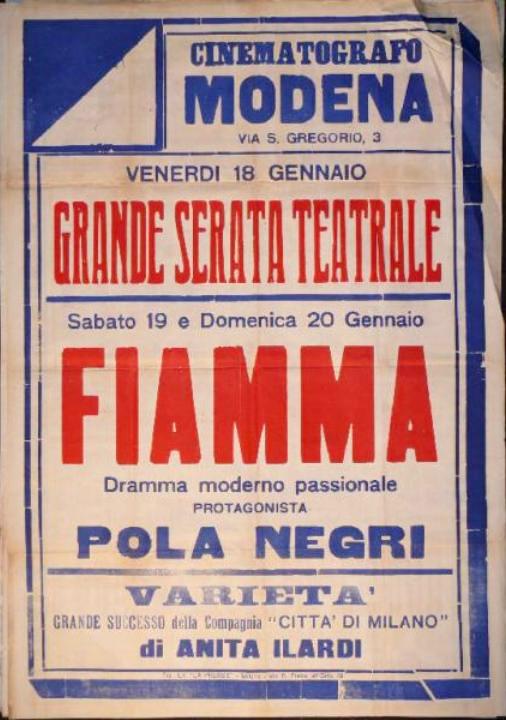 CINEMATOGRAFO
MODENA
VIA S. GREGORIO, 3
VENERDI 18 GENNAIO
GRANDE SERATA TEATRALE
Sabato 19 e Domenica 20 Gennaio
FIAMMA
Dramma moderno passionale
PROTAGONISTA
POLA NEGRI
VARIETA'
GRANDE SUCCESSO della Compagnia "CITTA' DI MILANO"
di ANITA ILARDI